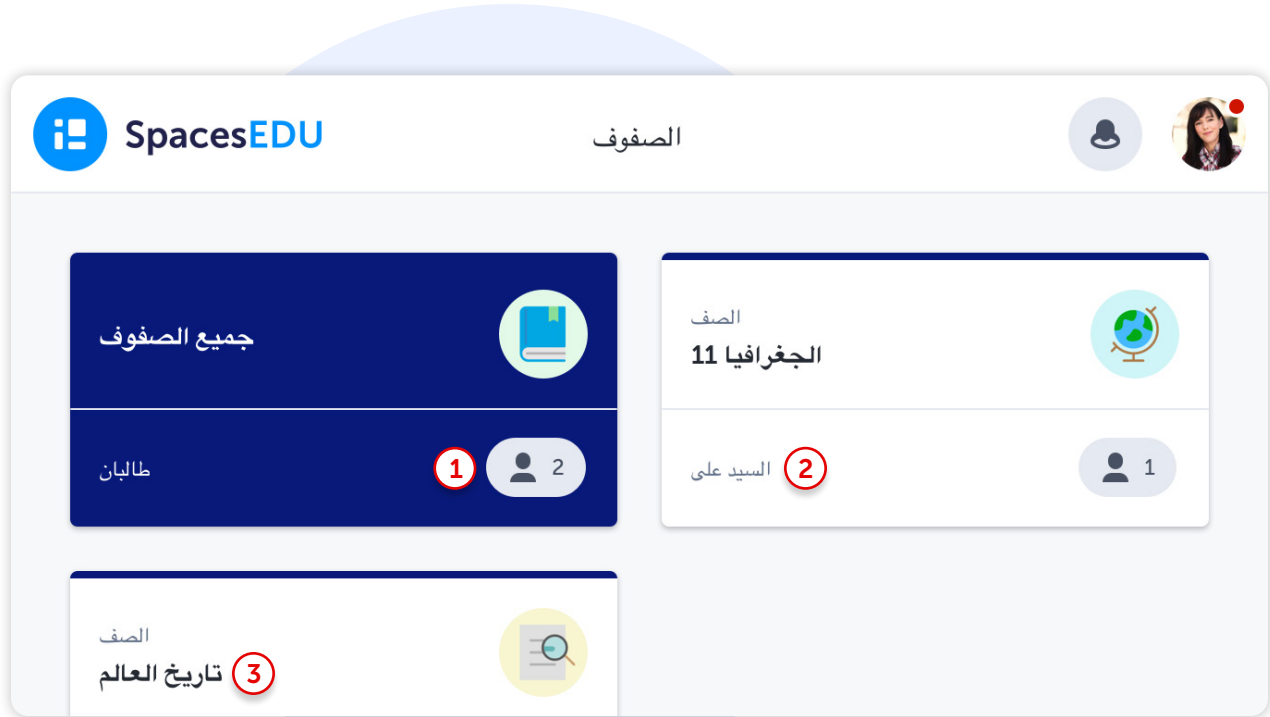 SpacesEDU
الصفوف
جميع الصفوف
طالبان
1
2
الصف
الجغرافيا 11
السيد على
2
1
الصف
تاريخ العالم
3